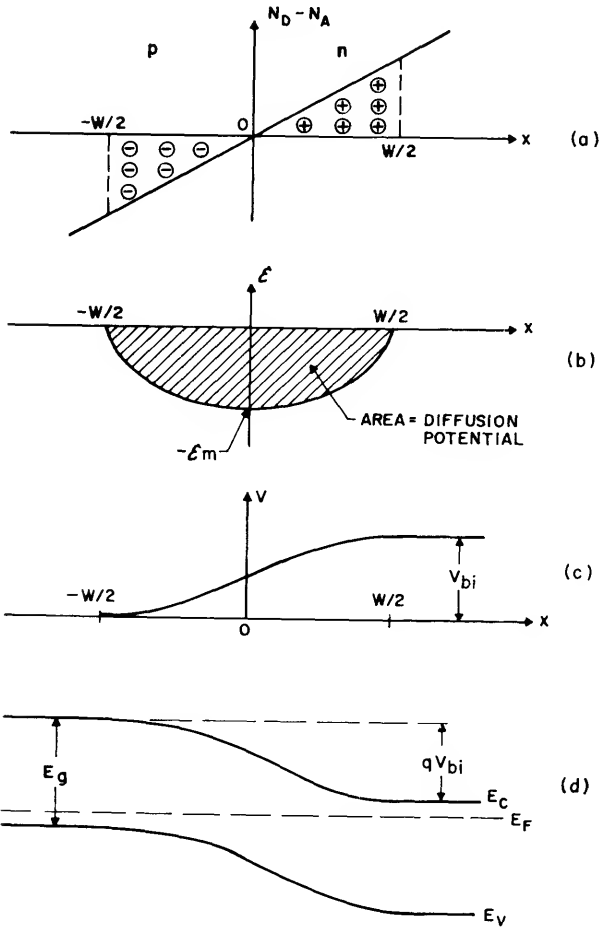 N_D – N_A
p
n
-W/2
0
W/2
x
(a)
ℰ
-W/2
W/2
x
(b)
AREA = DIFFUSION
POTENTIAL
-ℰm
V
(c)
V_bi
-W/2
W/2
0
x
E_g
qV_bi
(d)
E_C
E_F
E_V